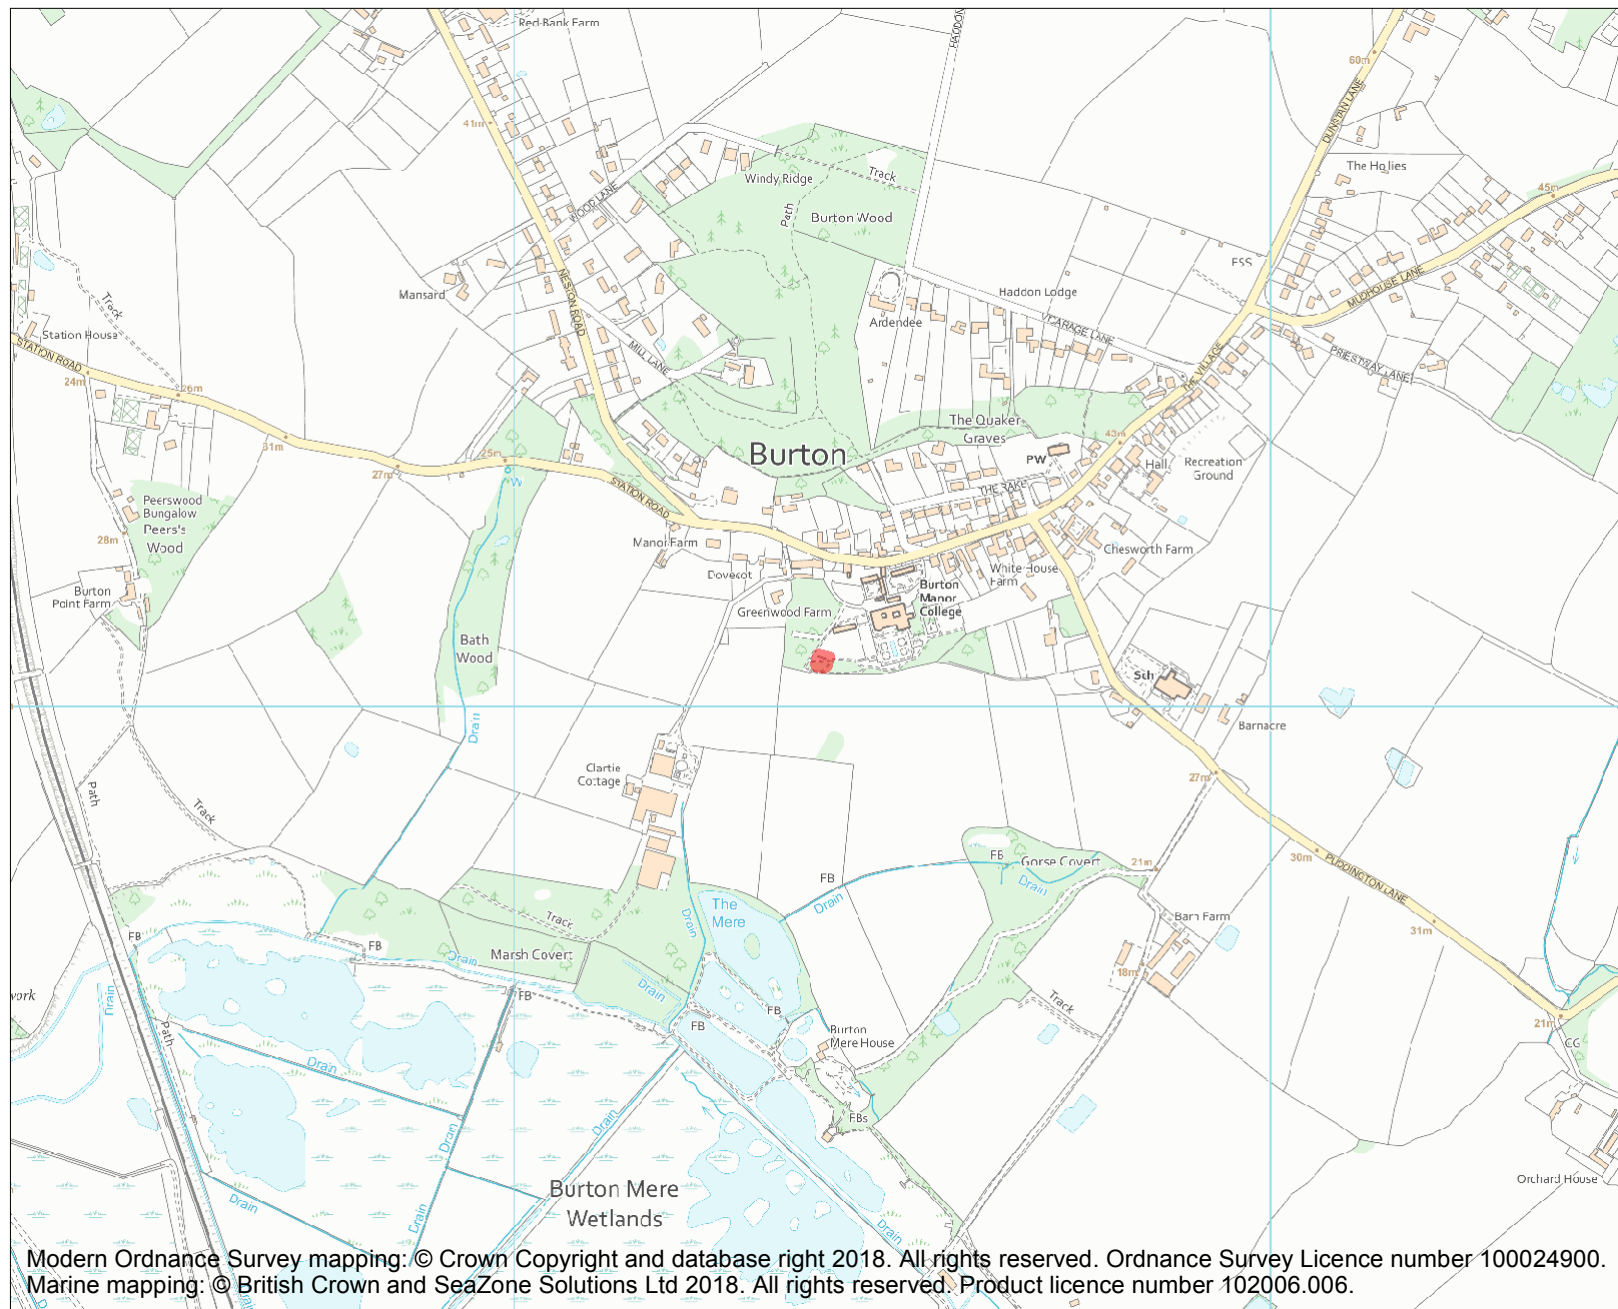 Red Bank Farm
HADDON
60m
DUNSTAN LANE
41m
The Hollies
45m
Windy Ridge
Track
WOOD LANE
Path
Burton Wood
ESS
MUDHOUSE LANE
Mansard
Haddon Lodge
Track
NESTON ROAD
Ardendee
VICARAGE LANE
Station House
STATION ROAD
MILL LANE
THE VILLAGE
PRIESTWAY LANE
24m
26m
The Quaker
Graves
31m
25m
Burton
43m
PW
Hall
Recreation
Ground
27m
W
STATION ROAD
THE RAKE
Peerswood
Bungalow
Peers's
Wood
28m
Manor Farm
Chesworth Farm
Dovecot
White House
Farm
Burton
Manor
College
Burton
Point Farm
Greenwood Farm
Bath
Wood
Sch
Drain
Barnacre
Clartie
Cottage
27m
Path
Track
FB
Gorse Covert
21m
30m
PUDDINGTON LANE
FB
Drain
Drain
The
Mere
Track
Drain
Barn Farm
31m
FB
FB
Marsh Covert
Drain
18m
work
Drain
FB
Drain
Track
FB
FB
21m
Path
Burton
Mere House
CG
Drain
FBs
Drain
Drain
Orchard House
Burton Mere
Wetlands
Drain
Drain
Drain
Modern Ordnance Survey mapping: © Crown Copyright and database right 2018. All rights reserved. Ordnance Survey Licence number 100024900.
Marine mapping: © British Crown and SeaZone Solutions Ltd 2018. All rights reserved. Product licence number 102006.006.